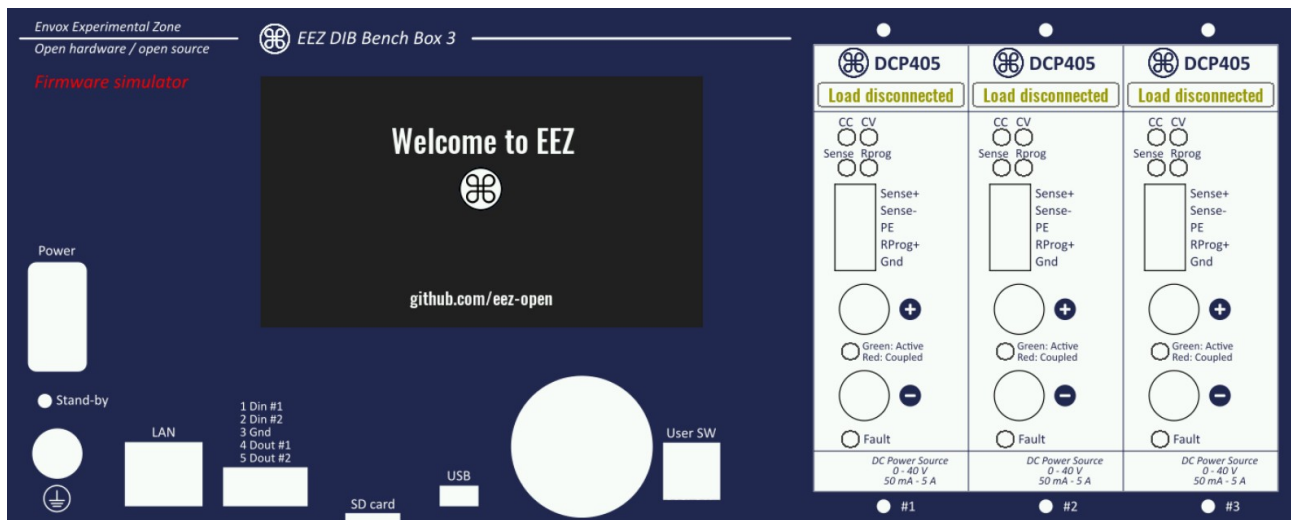 Envox Experimental Zone
Open hardware / open source
EEZ DIB Bench Box 3
Firmware simulator
Welcome to EEZ
github.com/eez-open
Power
Stand-by
LAN
1 Din #1
2 Din #2
3 Gnd
4 Dout #1
5 Dout #2
SD card
USB
User SW
DCP405
Load disconnected
CC CV
Sense Rprog
Sense+
Sense-
PE
RProg+
Gnd
+
Green: Active
Red: Coupled
-
Fault
DC Power Source
0 - 40 V
50 mA - 5 A
#1
DCP405
Load disconnected
CC CV
Sense Rprog
Sense+
Sense-
PE
RProg+
Gnd
+
Green: Active
Red: Coupled
-
Fault
DC Power Source
0 - 40 V
50 mA - 5 A
#2
DCP405
Load disconnected
CC CV
Sense Rprog
Sense+
Sense-
PE
RProg+
Gnd
+
Green: Active
Red: Coupled
-
Fault
DC Power Source
0 - 40 V
50 mA - 5 A
#3